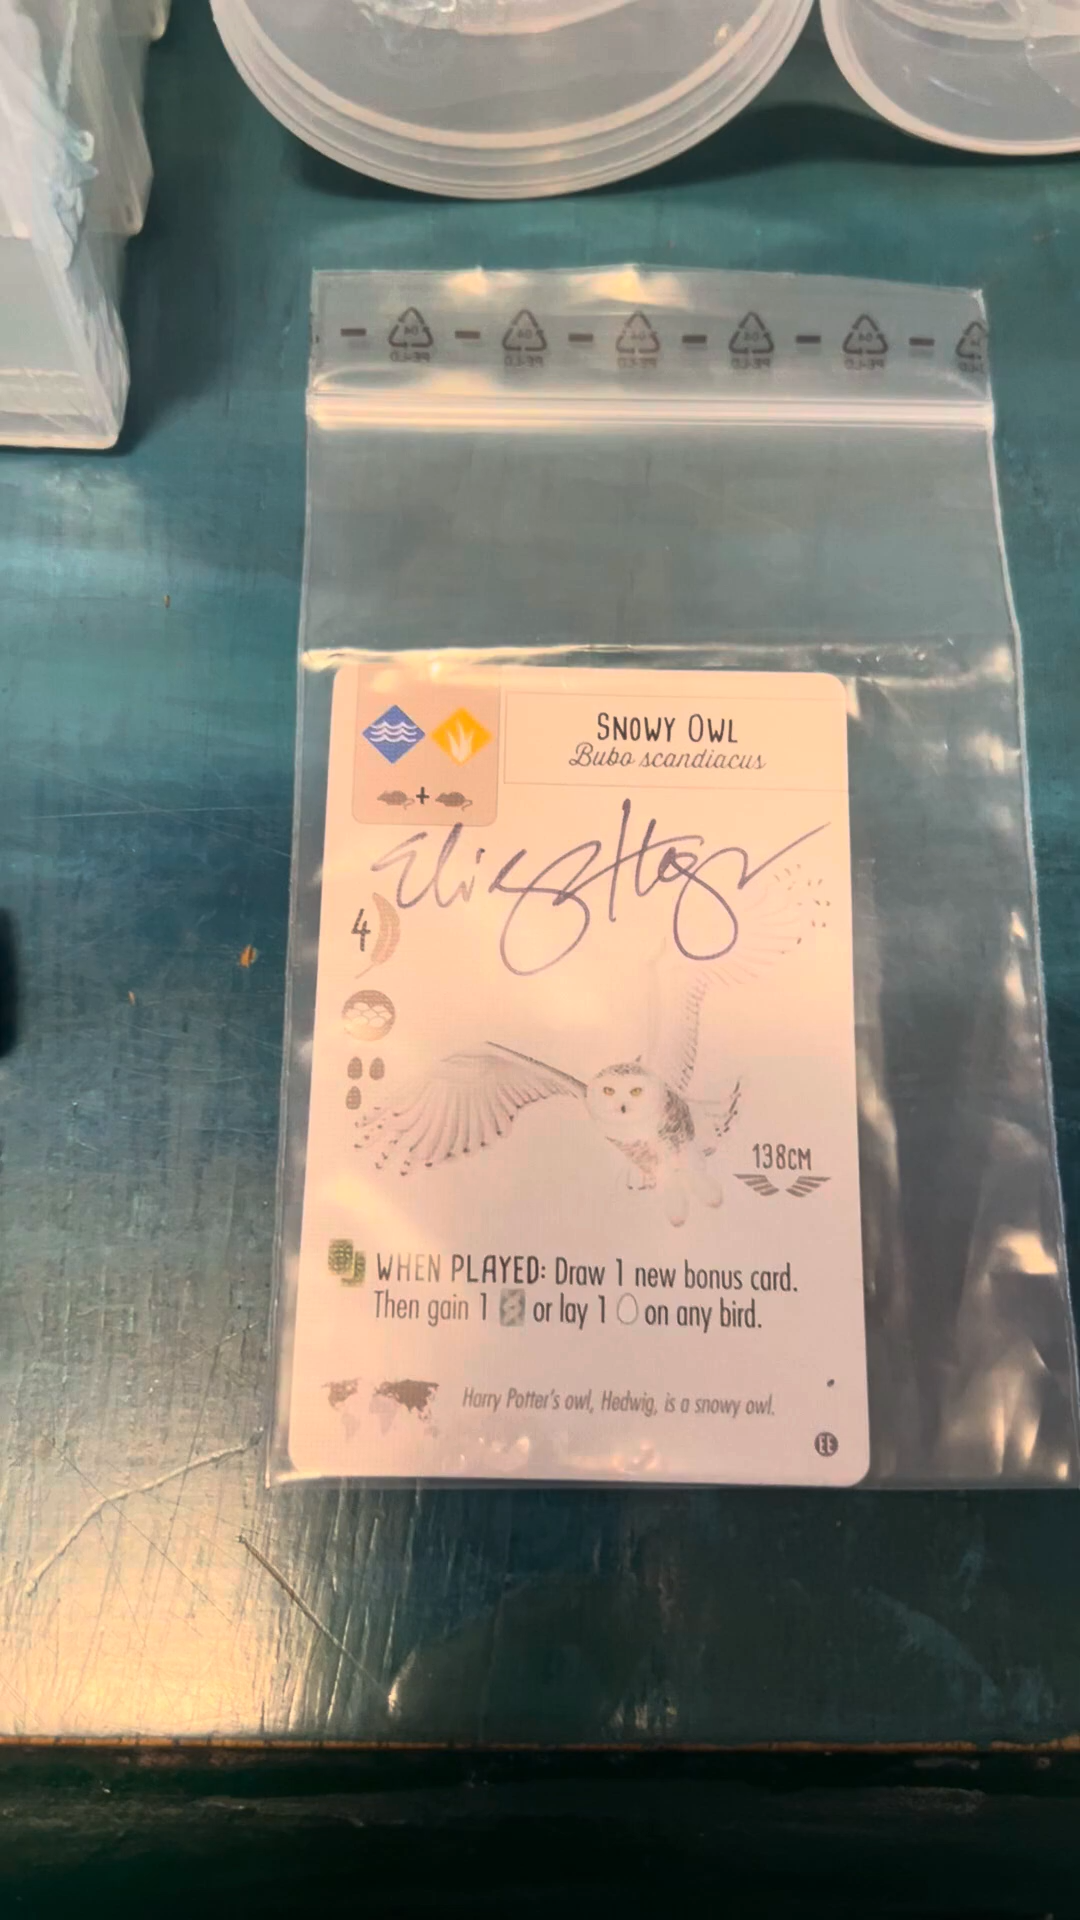 SNOWY OWL
Bubo scandiacus
+
4
138CM
WHEN PLAYED: Draw 1 new bonus card.
Then gain 1 or lay 1 on any bird.
Harry Potter's owl, Hedwig, is a snowy owl.
EE